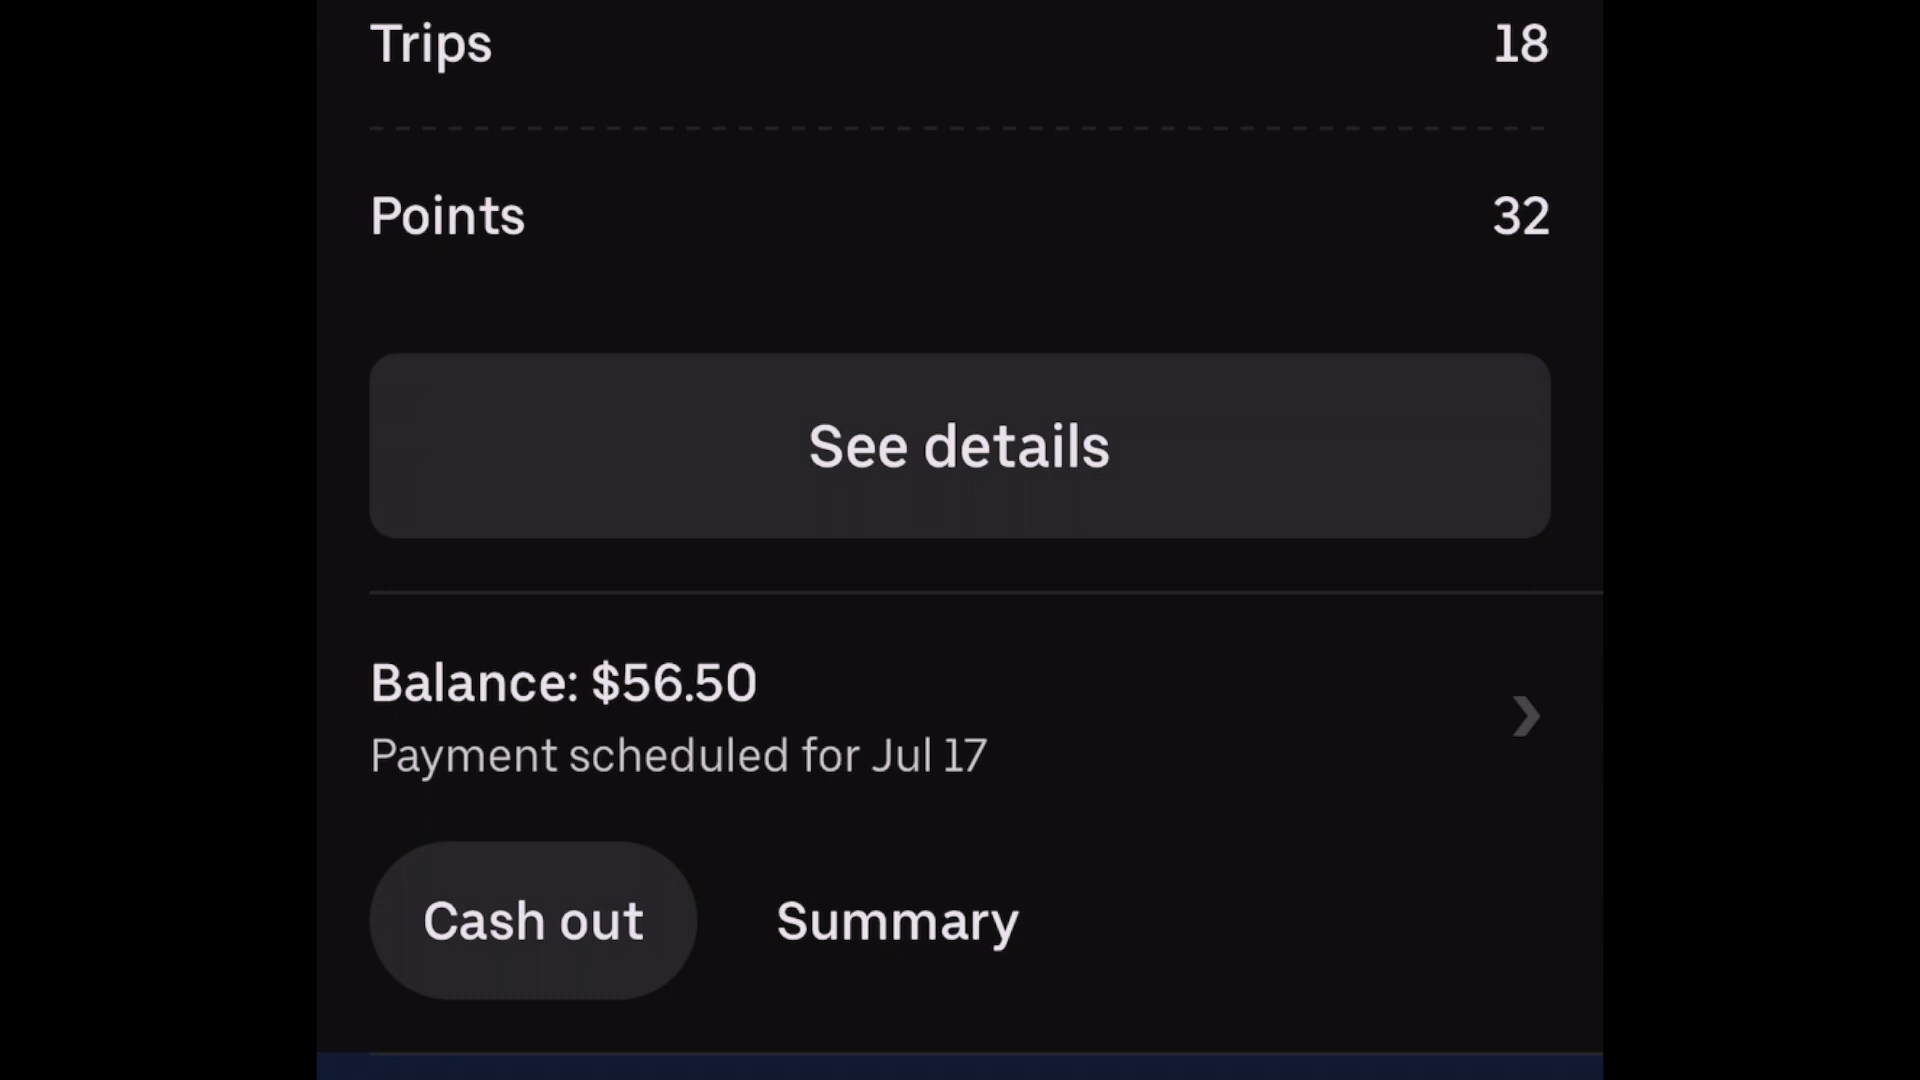 Trips 18
Points 32
See details
Balance: $56.50
Payment scheduled for Jul 17
Cash out Summary